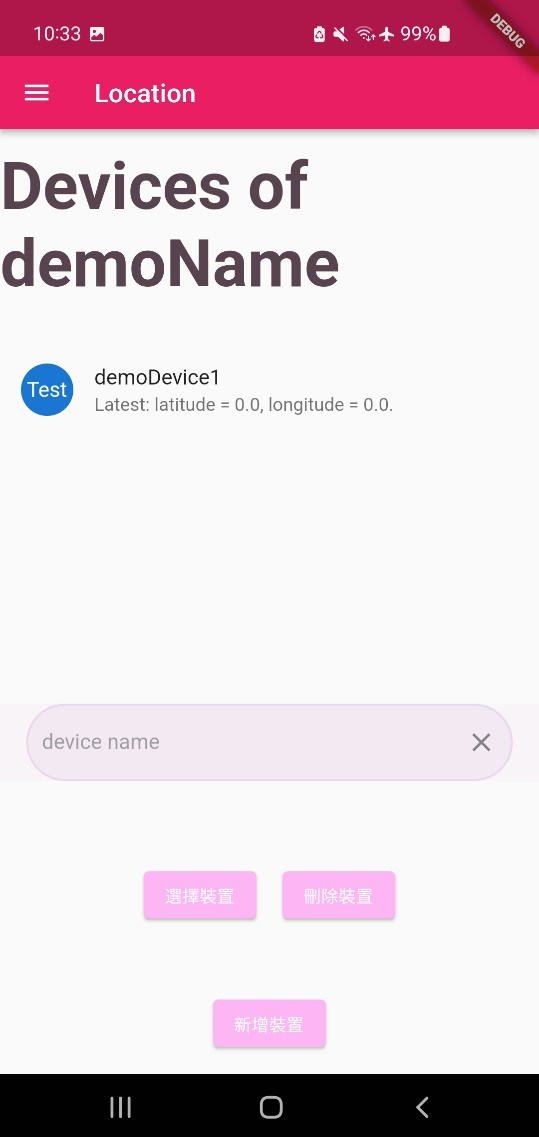 10:33 99%
DEBUG
Location
Devices of
demoName
Test
demoDevice1
Latest: latitude = 0.0, longitude = 0.0.
device name
選擇裝置 刪除裝置
新增裝置